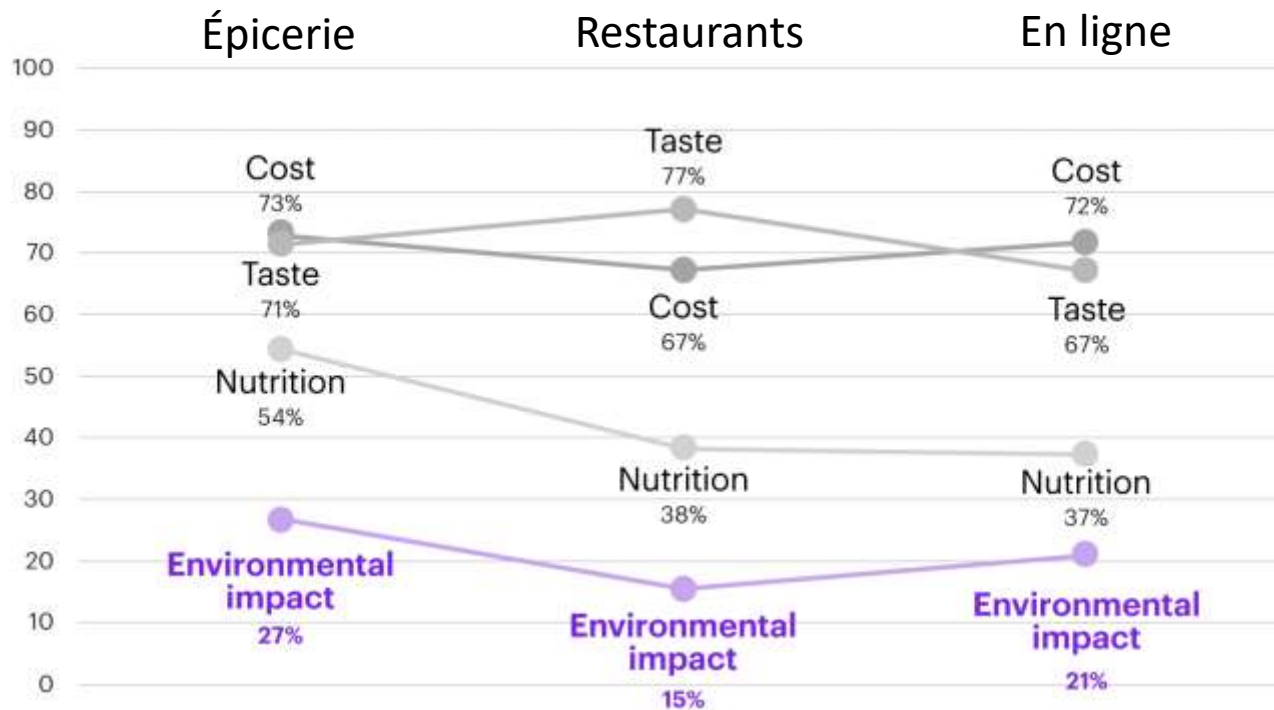 Épicerie
Restaurants
En ligne
100
90
80
70
60
50
40
30
20
10
0
Cost
73%
Taste
71%
Nutrition
54%
Environmental
impact
27%
Taste
77%
Cost
67%
Nutrition
38%
Environmental
impact
15%
Cost
72%
Taste
67%
Nutrition
37%
Environmental
impact
21%